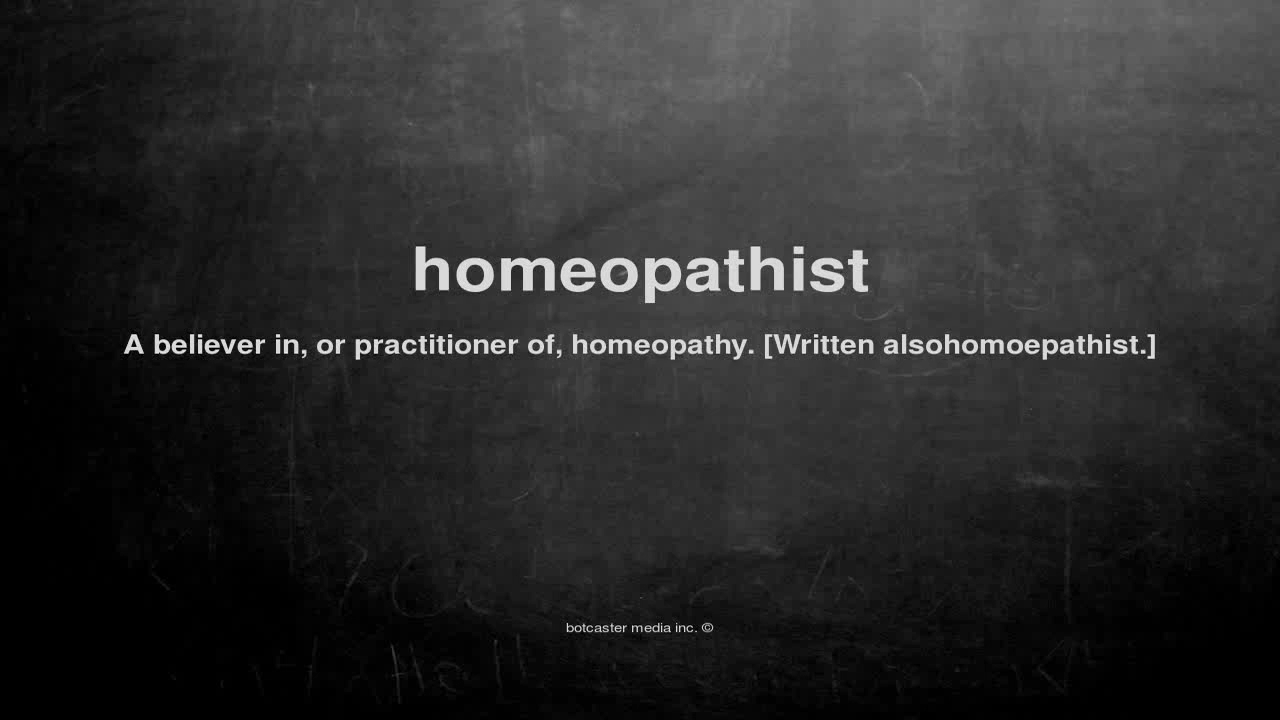 homeopathist
A believer in, or practitioner of, homeopathy. [Written alsohomoepathist.]
botcaster media inc. ©